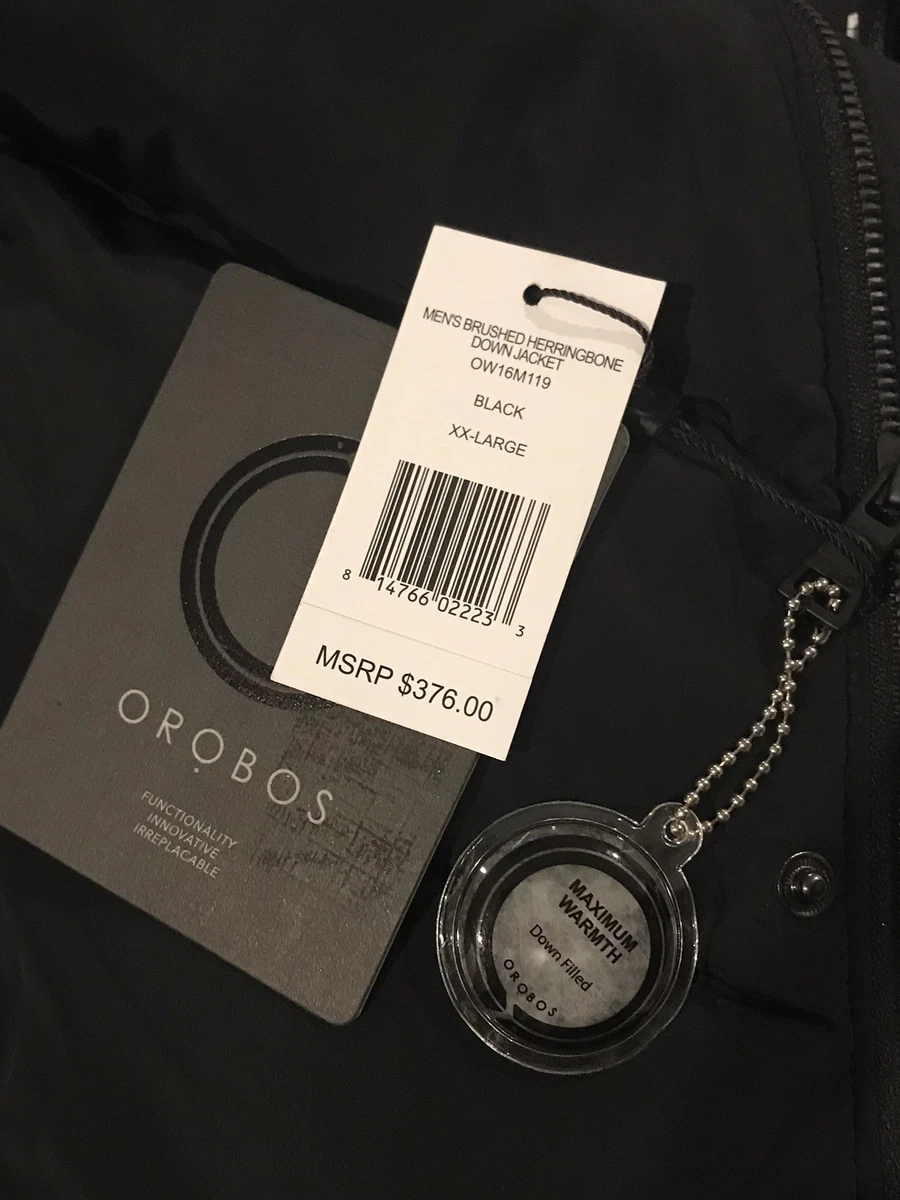 MEN'S BRUSHED HERRINGBONE
DOWN JACKET
OW16M119
BLACK
XX-LARGE
8 14766 02223 3
MSRP $376.00
OROBOS
FUNCTIONALITY
INNOVATIVE
IRREPLACABLE
MAXIMUM
WARMTH
Down Filled
OROBOS